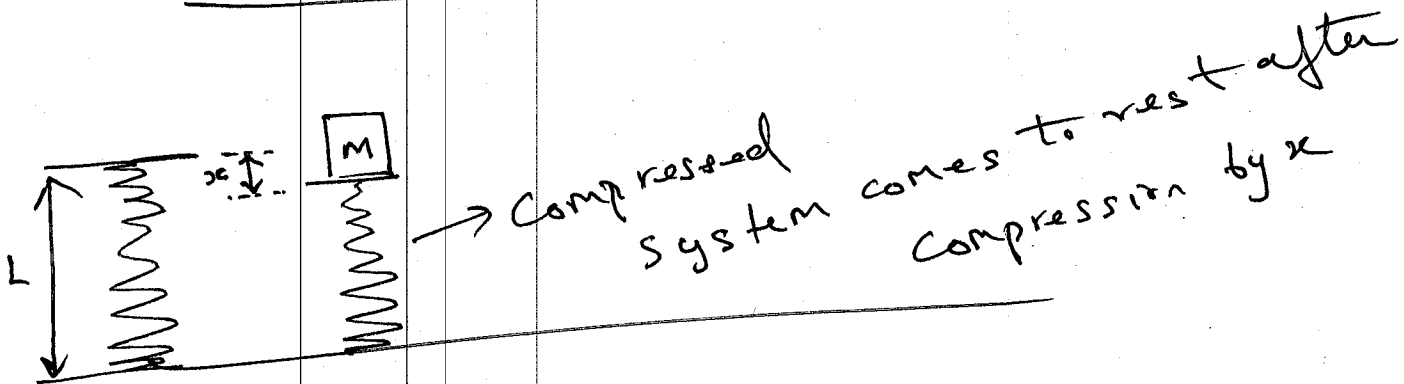 L
x
M
Compressed
system comes to rest after
compression by x